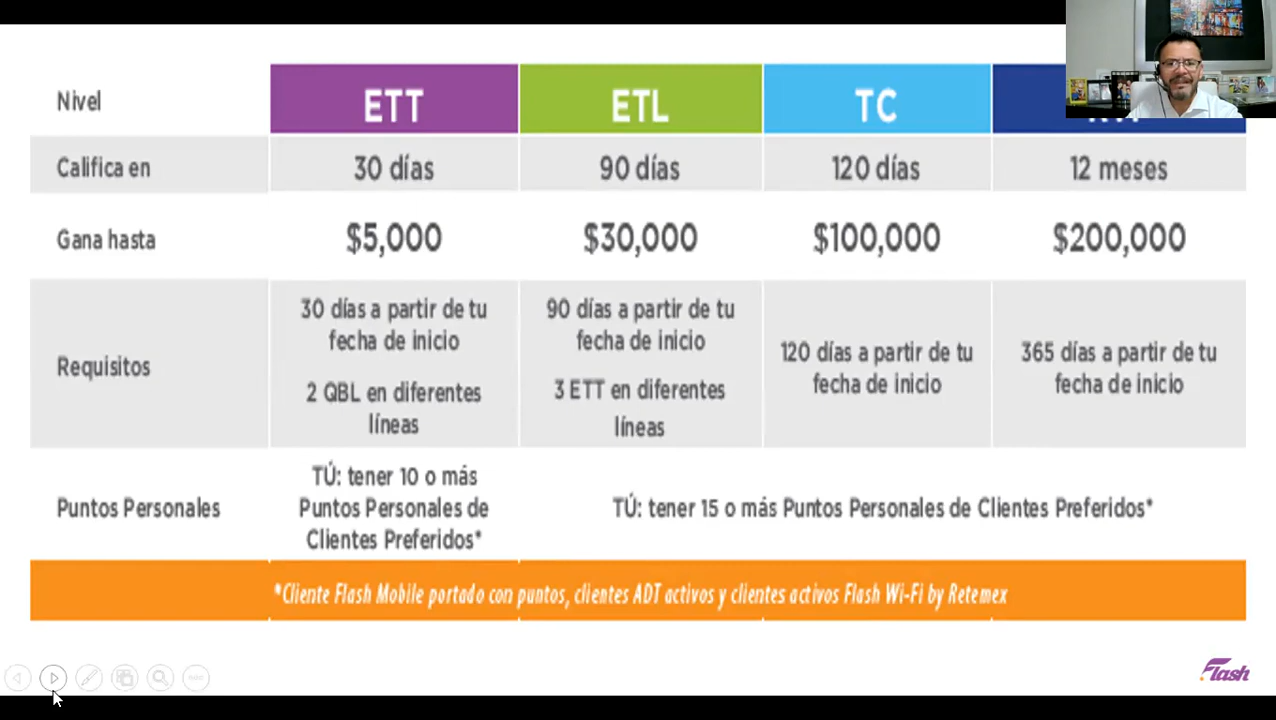 Nivel
ETT
ETL
TC
Califica en
30 días
90 días
120 días
12 meses
Gana hasta
$5,000
$30,000
$100,000
$200,000
Requisitos
30 días a partir de tu
fecha de inicio
2 QBL en diferentes
líneas
90 días a partir de tu
fecha de inicio
3 ETT en diferentes
líneas
120 días a partir de tu
fecha de inicio
365 días a partir de tu
fecha de inicio
Puntos Personales
TÚ: tener 10 o más
Puntos Personales de
Clientes Preferidos*
TÚ: tener 15 o más Puntos Personales de Clientes Preferidos*
*Cliente Flash Mobile portado con puntos, clientes ADT activos y clientes activos Flash Wi-Fi by Retemex
Flash